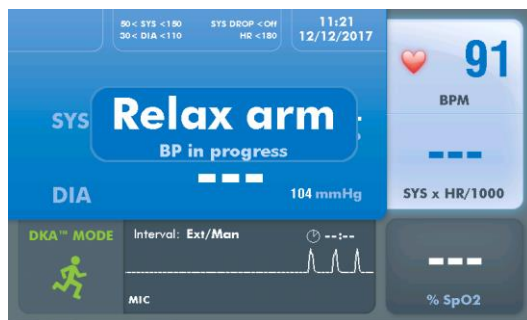 50< SYS <150 SYS DROP <Off
30< DIA <110 HR <180
11:21
12/12/2017
91
BPM
SYS
Relax arm
BP in progress
---
---
DIA
104 mmHg
SYS x HR/1000
DKA™ MODE
Interval: Ext/Man
--:--
MIC
---
% SpO2